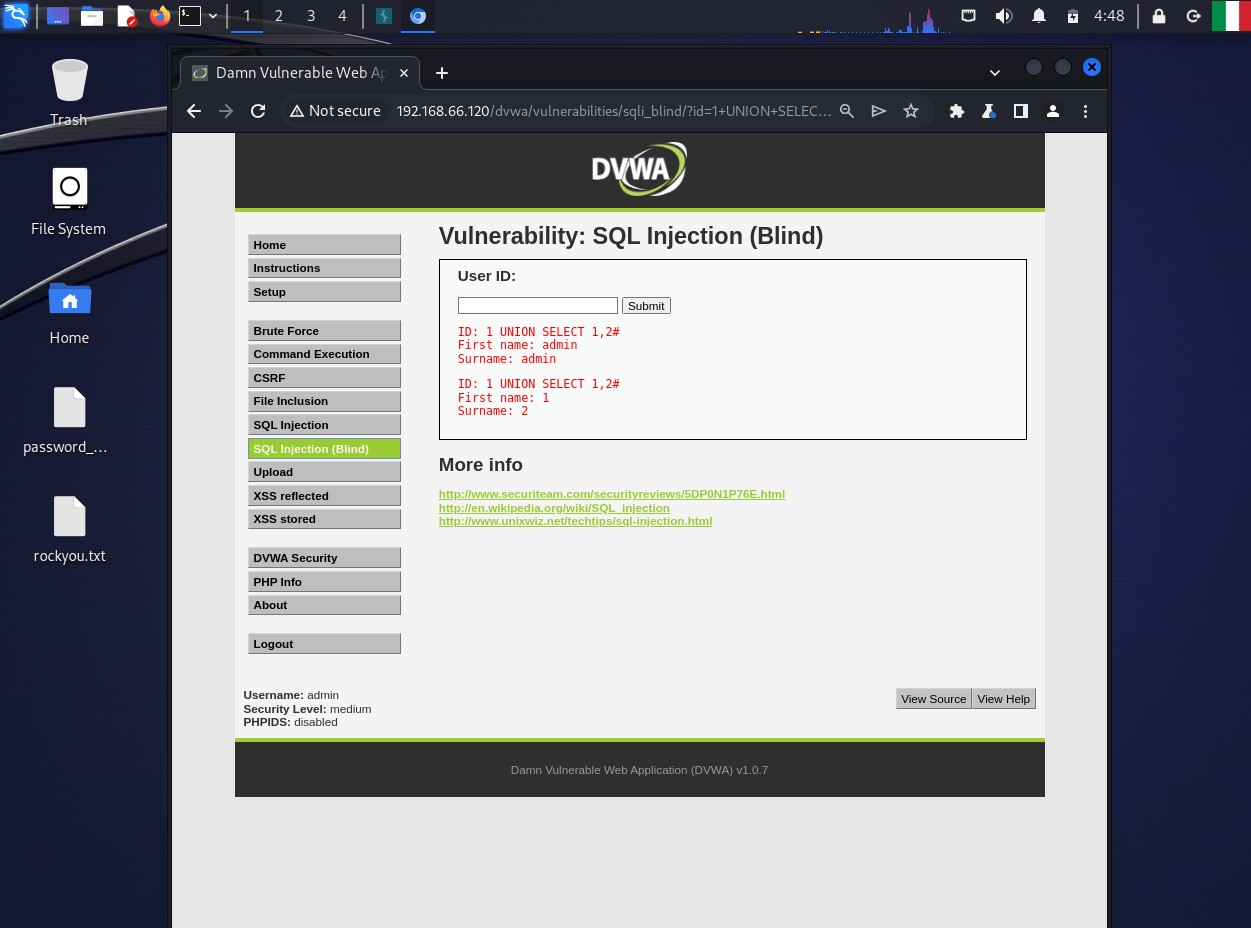 1 2 3 4 4:48
Trash
File System
Home
password_...
rockyou.txt
Damn Vulnerable Web Ap
Not secure 192.168.66.120/dvwa/vulnerabilities/sqli_blind/?id=1+UNION+SELEC...
DVWA
Home
Instructions
Setup
Brute Force
Command Execution
CSRF
File Inclusion
SQL Injection
SQL Injection (Blind)
Upload
XSS reflected
XSS stored
DVWA Security
PHP Info
About
Logout
Vulnerability: SQL Injection (Blind)
User ID:
Submit
ID: 1 UNION SELECT 1,2#
First name: admin
Surname: admin
ID: 1 UNION SELECT 1,2#
First name: 1
Surname: 2
More info
http://www.securiteam.com/securityreviews/5DP0N1P76E.html
http://en.wikipedia.org/wiki/SQL_injection
http://www.unixwiz.net/techtips/sql-injection.html
Username: admin
Security Level: medium
PHPIDS: disabled
View Source View Help
Damn Vulnerable Web Application (DVWA) v1.0.7